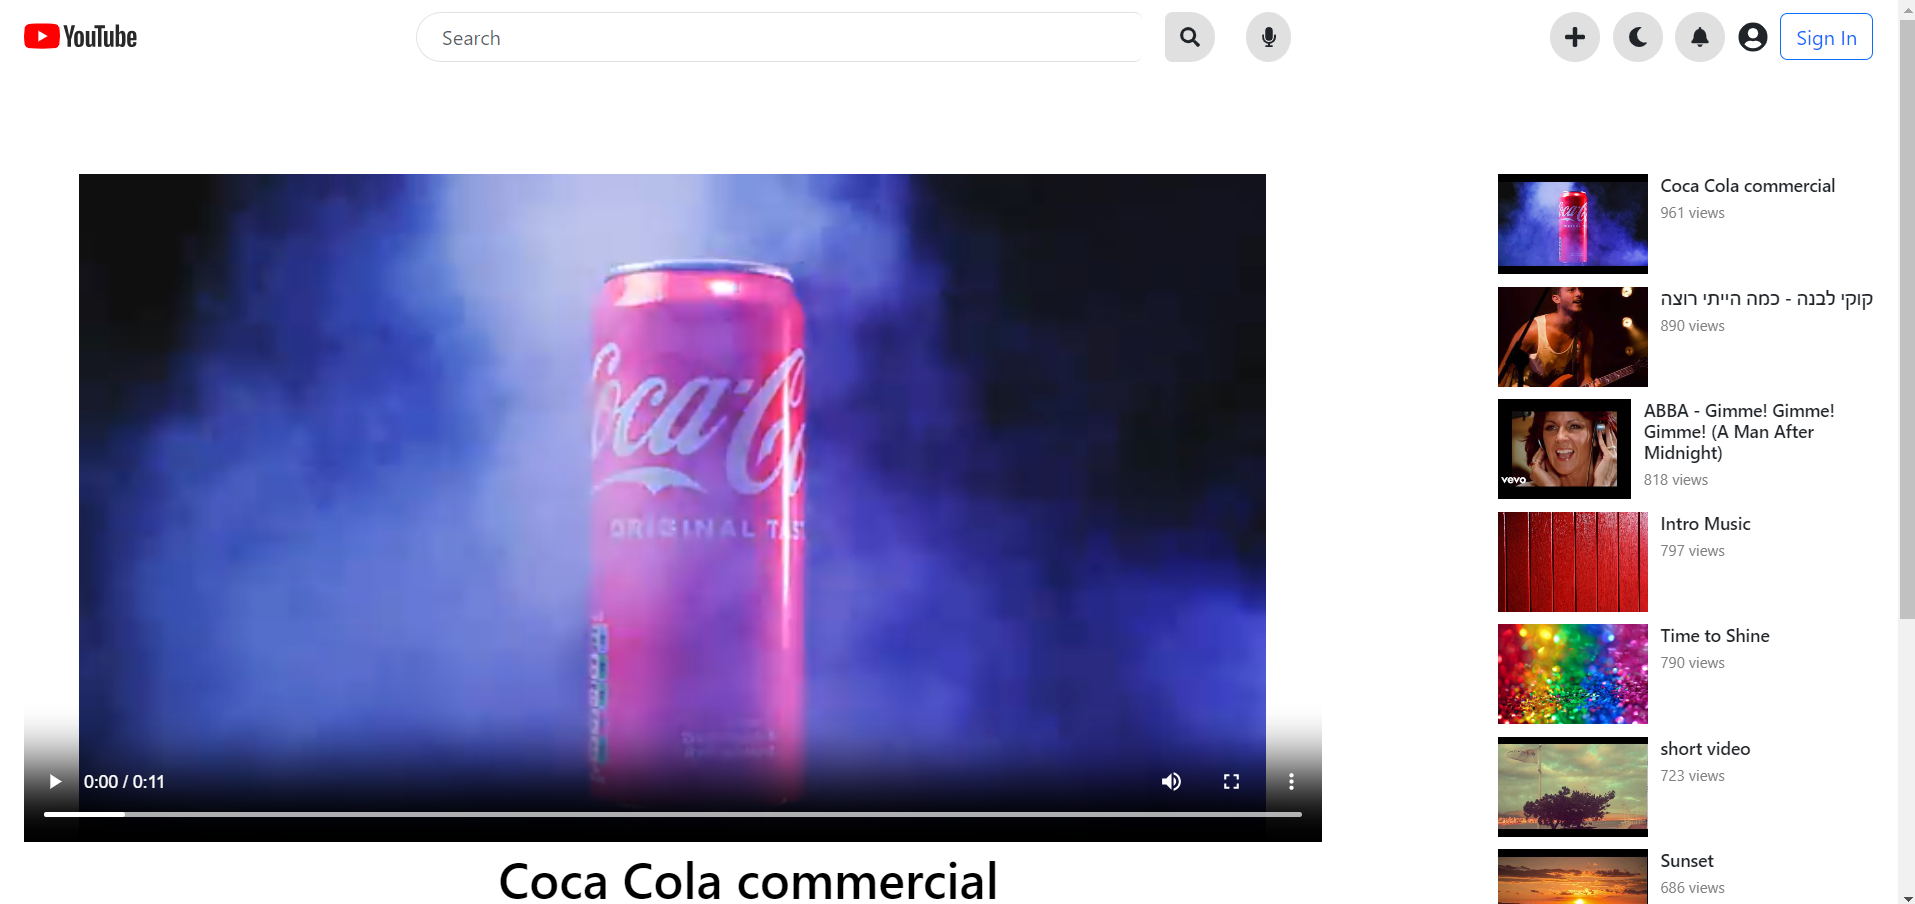 YouTube
Search
Sign In
Coca-C
ORIGINAL TAS
0:00 / 0:11
Coca Cola commercial
Coca Cola commercial
961 views
קוקי לבנה - כמה הייתי רוצה
890 views
vevo
ABBA - Gimme! Gimme!
Gimme! (A Man After
Midnight)
818 views
Intro Music
797 views
Time to Shine
790 views
short video
723 views
Sunset
686 views